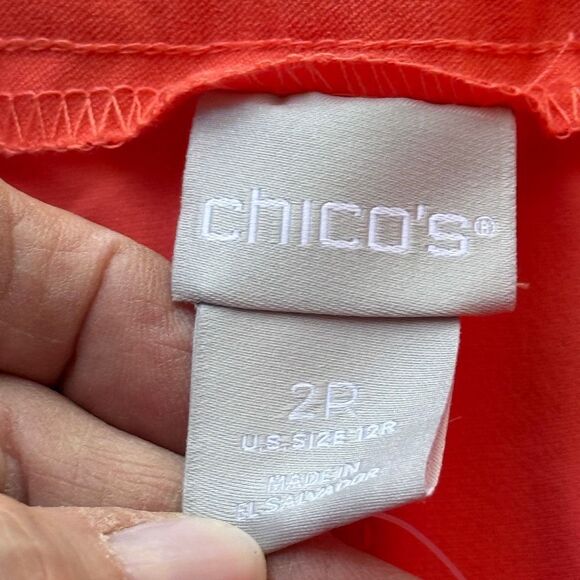 chico's®
2R
U.S. SIZE 12R
MADE IN
EL SALVADOR